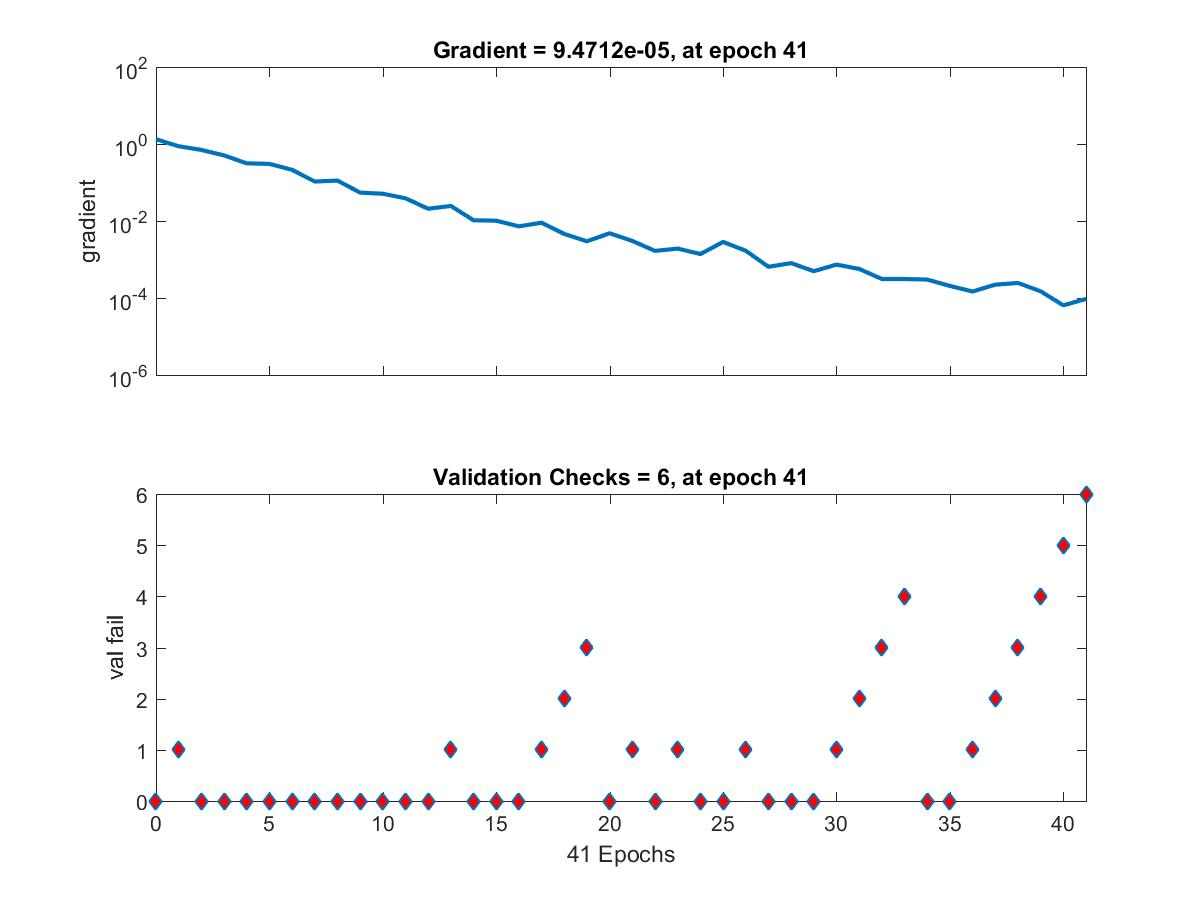 Gradient = 9.4712e-05, at epoch 41
10^2
10^0
10^-2
10^-4
10^-6
gradient
Validation Checks = 6, at epoch 41
6
5
4
3
2
1
0
val fail
0 5 10 15 20 25 30 35 40
41 Epochs